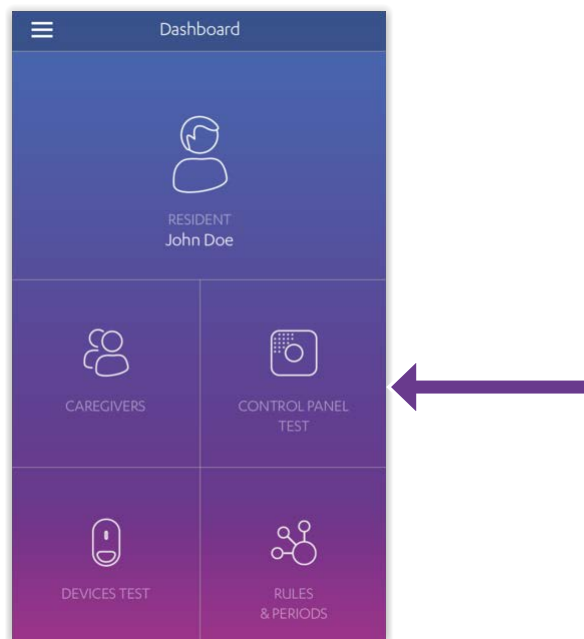 Dashboard
RESIDENT
John Doe
CAREGIVERS
CONTROL PANEL
TEST
DEVICES TEST
RULES
& PERIODS